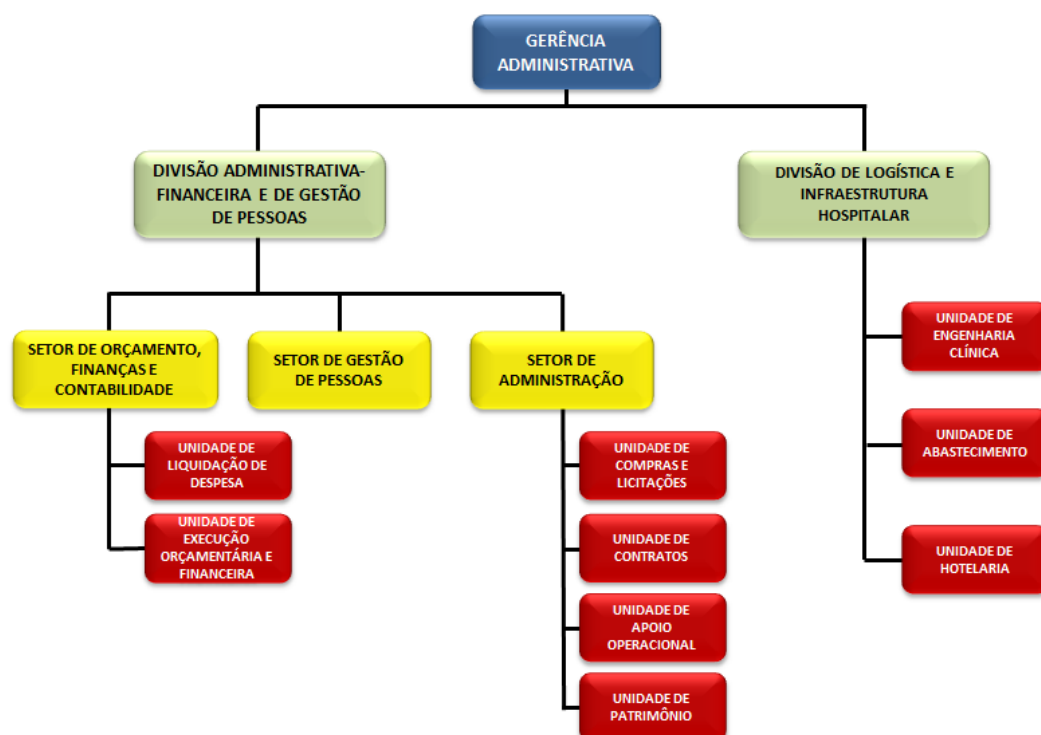 GERÊNCIA
ADMINISTRATIVA
DIVISÃO ADMINISTRATIVA-
FINANCEIRA E DE GESTÃO
DE PESSOAS
DIVISÃO DE LOGÍSTICA E
INFRAESTRUTURA
HOSPITALAR
SETOR DE ORÇAMENTO,
FINANÇAS E
CONTABILIDADE
SETOR DE GESTÃO
DE PESSOAS
SETOR DE
ADMINISTRAÇÃO
UNIDADE DE
LIQUIDAÇÃO DE
DESPESA
UNIDADE DE
EXECUÇÃO
ORÇAMENTÁRIA E
FINANCEIRA
UNIDADE DE
COMPRAS E
LICITAÇÕES
UNIDADE DE
CONTRATOS
UNIDADE DE
APOIO
OPERACIONAL
UNIDADE DE
PATRIMÔNIO
UNIDADE DE
ENGENHARIA
CLÍNICA
UNIDADE DE
ABASTECIMENTO
UNIDADE DE
HOTELARIA